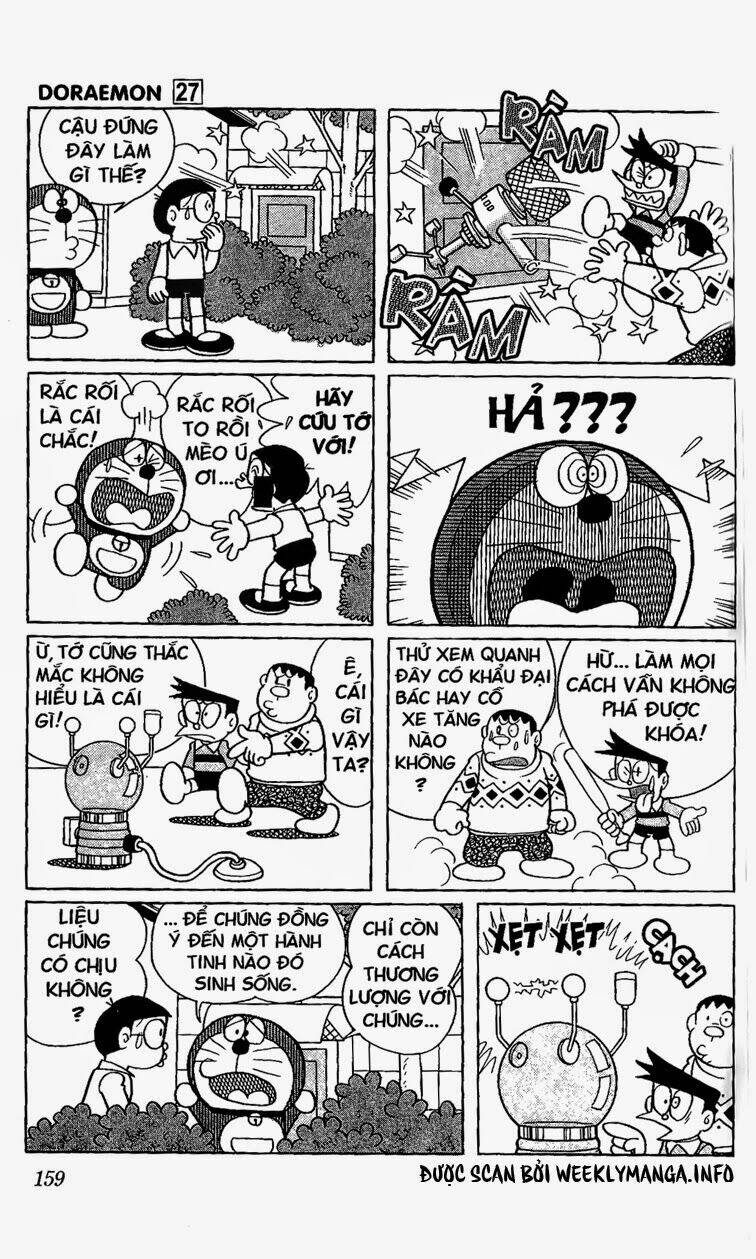 DORAEMON 27
RẦM
RẦM
CẬU ĐỨNG
ĐÂY LÀM
GÌ THẾ?
HẢ???
HÃY
CỨU TỚ
VỚI!
RẮC RỐI
TO RỒI
MÈO Ú
ƠI...
RẮC RỐI
LÀ CÁI
CHẮC!
HỪ... LÀM MỌI
CÁCH VẪN KHÔNG
PHÁ ĐƯỢC
KHÓA!
THỬ XEM QUANH
ĐÂY CÓ KHẨU ĐẠI
BÁC HAY CỖ
XE TĂNG
NÀO
KHÔNG
?
Ê,
CÁI
GÌ
VẬY
TA?
Ừ, TỚ CŨNG THẮC
MẮC KHÔNG
HIỂU LÀ CÁI
GÌ!
CẠCH
XẸT XẸT
CHỈ CÒN
CÁCH
THƯƠNG
LƯỢNG VỚI
CHÚNG...
... ĐỂ CHÚNG ĐỒNG
Ý ĐẾN MỘT HÀNH
TINH NÀO ĐÓ
SINH SỐNG.
LIỆU
CHÚNG
CÓ CHỊU
KHÔNG
?
159
ĐƯỢC SCAN BỞI WEEKLYMANGA.INFO